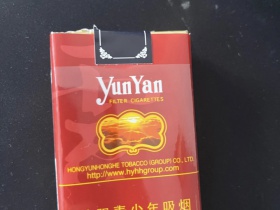 YunYan
FILTER CIGARETTES
HONGYUNHONGHE TOBACCO (GROUP) CO., LTD.
http://www.hyhhgroup.com
青少年吸烟